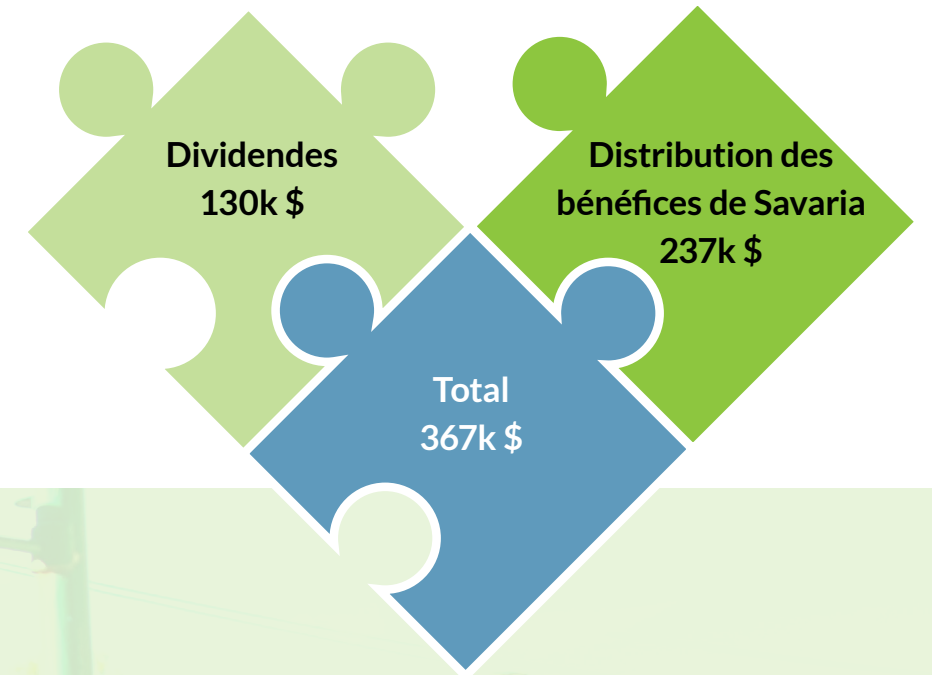 Dividendes
130k $
Distribution des
bénéfices de Savaria
237k $
Total
367k $